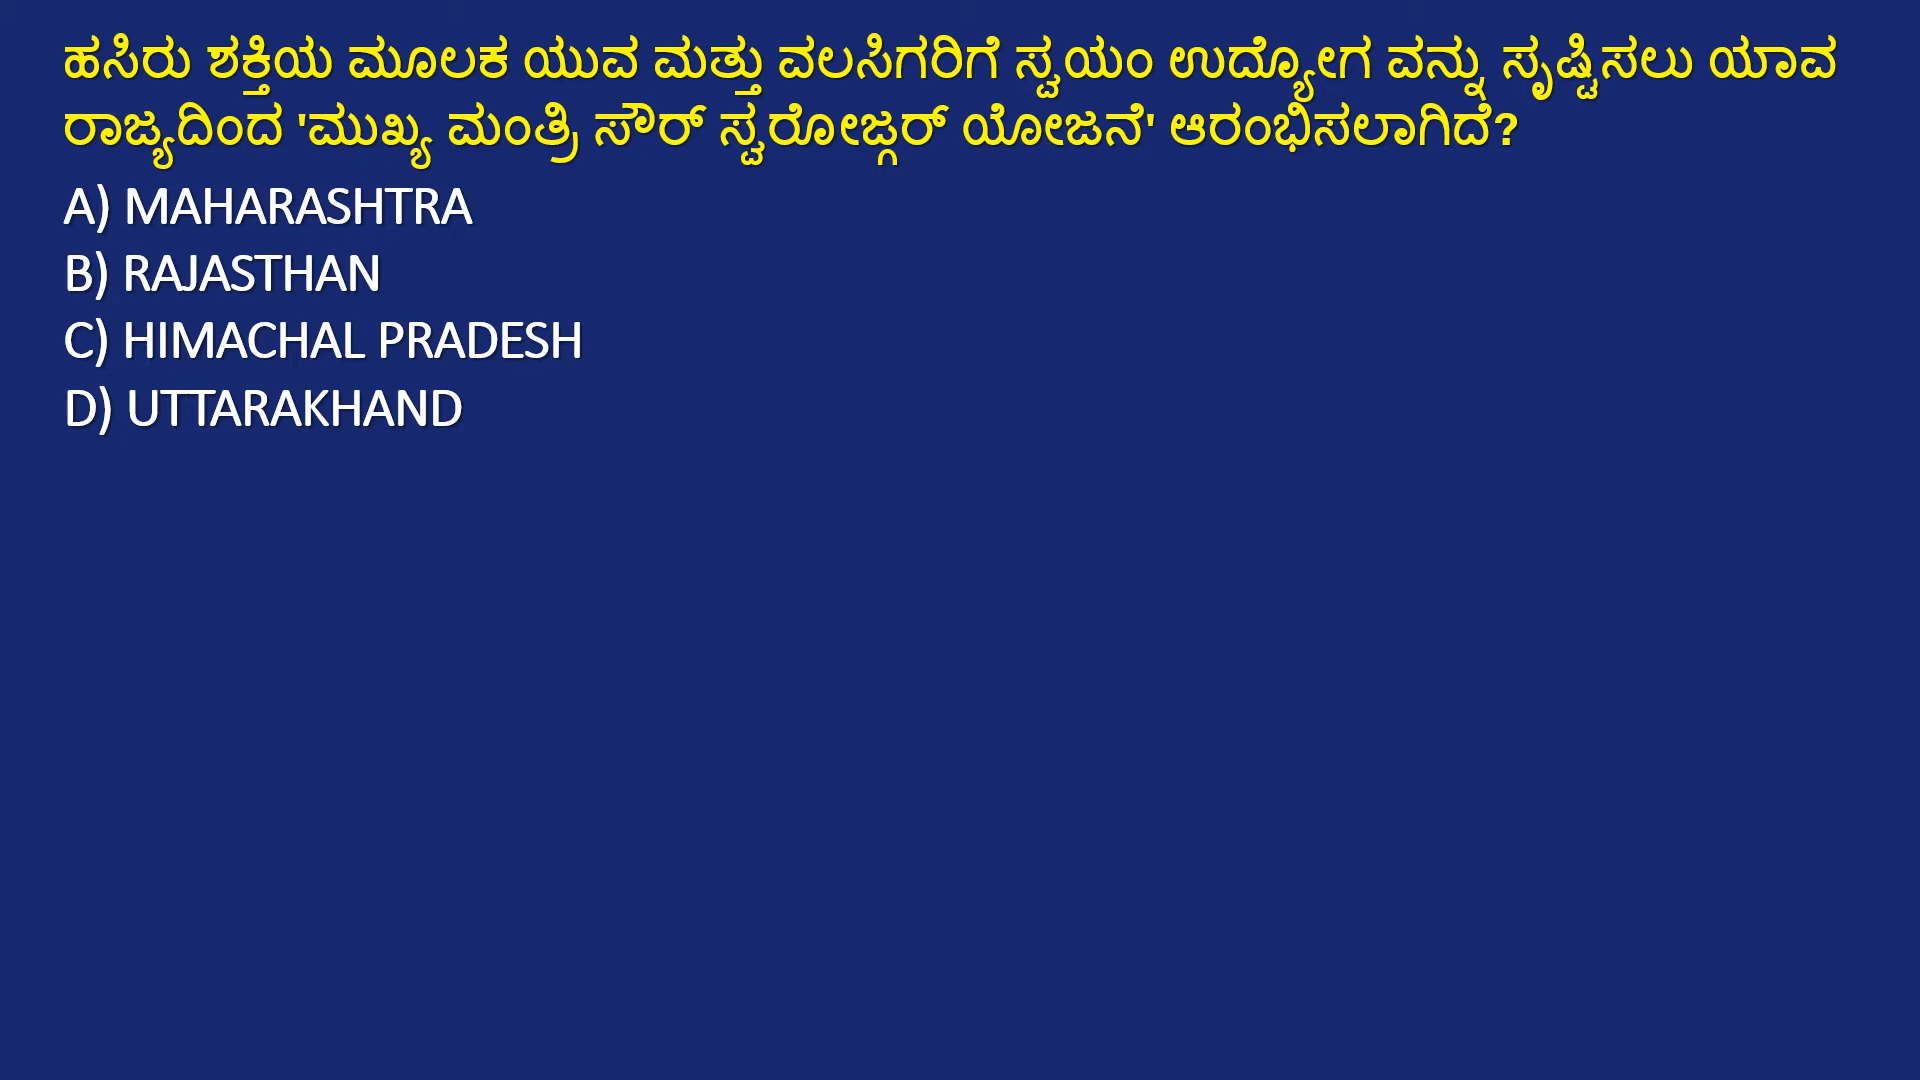 ಹಸಿರು ಶಕ್ತಿಯ ಮೂಲಕ ಯುವ ಮತ್ತು ವಲಸಿಗರಿಗೆ ಸ್ವಯಂ ಉದ್ಯೋಗ ವನ್ನು ಸೃಷ್ಟಿಸಲು ಯಾವ
ರಾಜ್ಯದಿಂದ 'ಮುಖ್ಯ ಮಂತ್ರಿ ಸೌರ್ ಸ್ವರೋಜ್ಗರ್ ಯೋಜನೆ' ಆರಂಭಿಸಲಾಗಿದೆ?
A) MAHARASHTRA
B) RAJASTHAN
C) HIMACHAL PRADESH
D) UTTARAKHAND